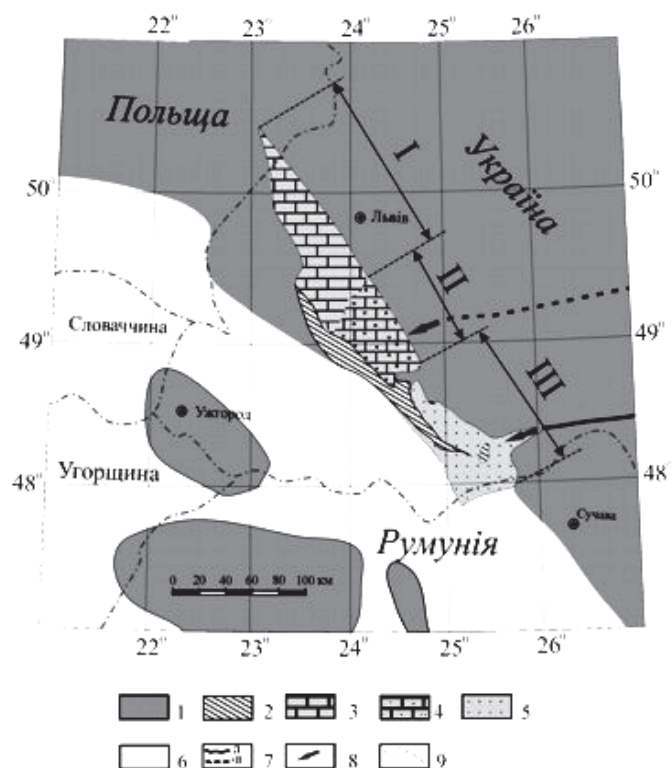 22° 23° 24° 25° 26°
Польща
I
Україна
50° 50°
Львів
II
49° 49°
Словаччина
III
Ужгород
Угорщина
48° 48°
Сучава
Румунія
0 20 40 60 80 100 км
22° 23° 24° 25° 26°
1 2 3 4 5
6 7 8 9